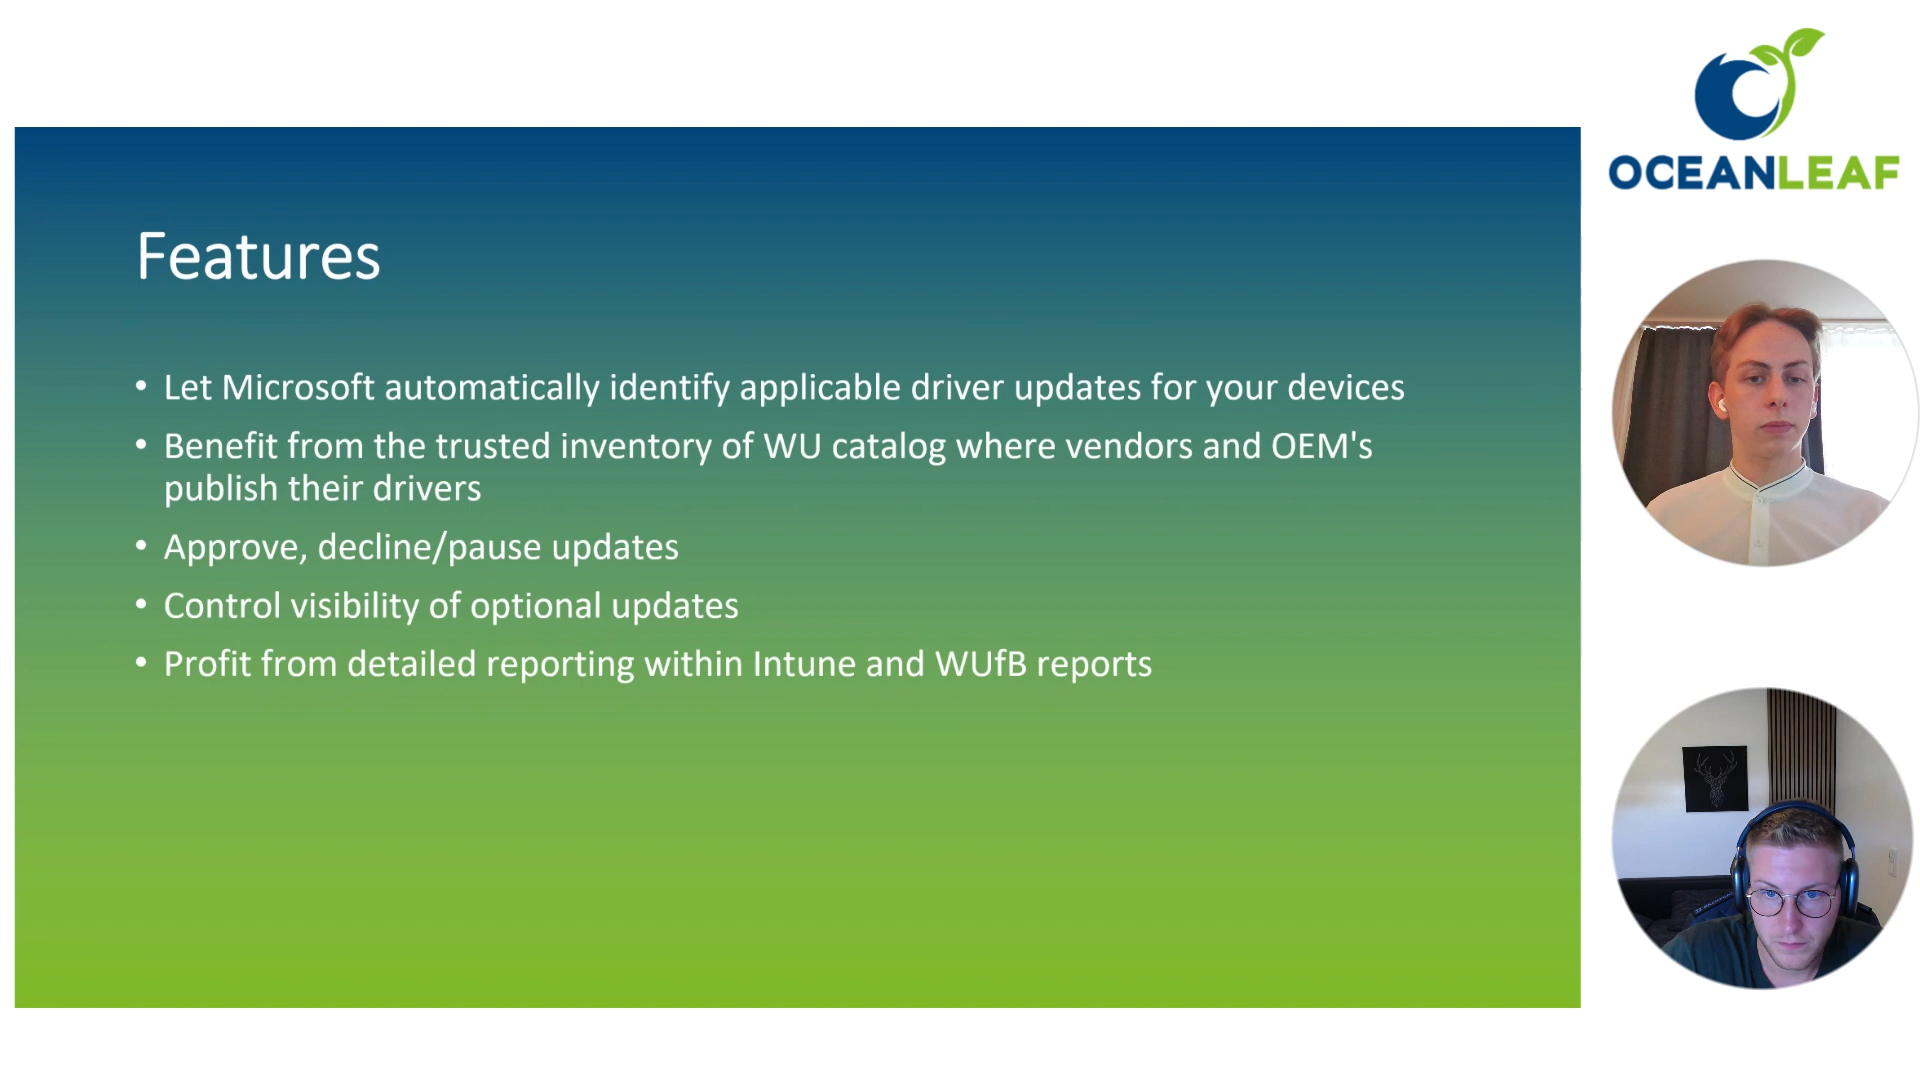 OCEANLEAF
Features
• Let Microsoft automatically identify applicable driver updates for your devices
• Benefit from the trusted inventory of WU catalog where vendors and OEM's
publish their drivers
• Approve, decline/pause updates
• Control visibility of optional updates
• Profit from detailed reporting within Intune and WUfB reports